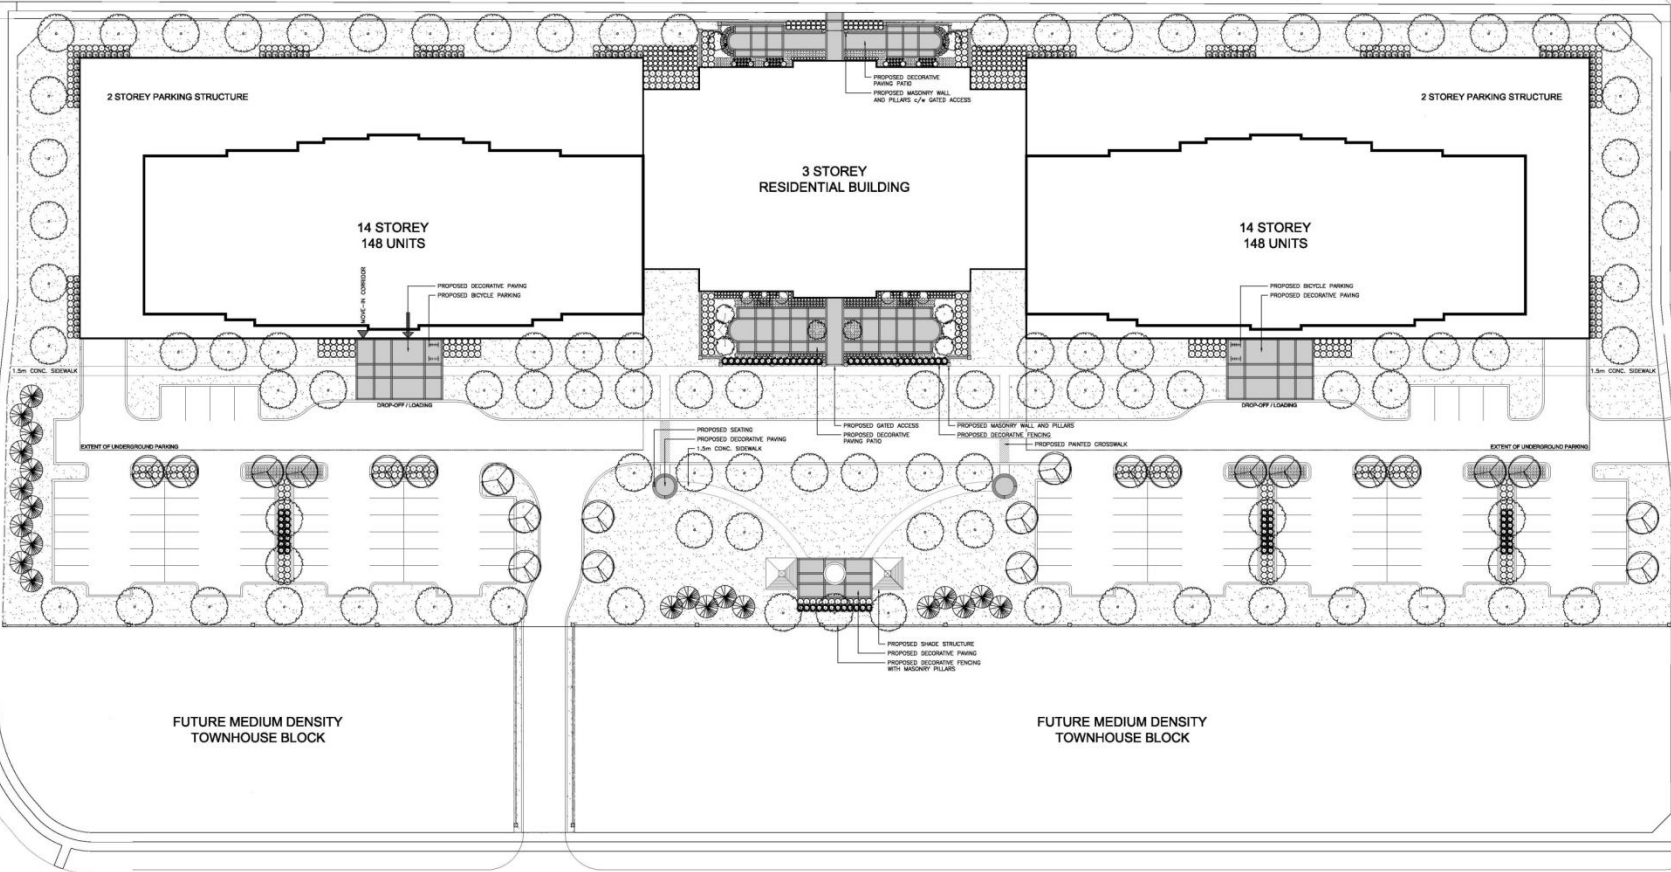 PROPOSED DECORATIVE
PAVING PATIO
PROPOSED MASONRY WALL
AND PILLARS c/w GATED ACCESS
2 STOREY PARKING STRUCTURE
2 STOREY PARKING STRUCTURE
3 STOREY
RESIDENTIAL BUILDING
14 STOREY
148 UNITS
14 STOREY
148 UNITS
MOVE-IN CORRIDOR
PROPOSED DECORATIVE PAVING
PROPOSED BICYCLE PARKING
PROPOSED BICYCLE PARKING
PROPOSED DECORATIVE PAVING
1.5m CONC. SIDEWALK
1.5m CONC. SIDEWALK
DROP-OFF / LOADING
DROP-OFF / LOADING
PROPOSED GATED ACCESS
PROPOSED DECORATIVE
PAVING PATIO
PROPOSED MASONRY WALL AND PILLARS
PROPOSED DECORATIVE FENCING
PROPOSED PAINTED CROSSWALK
PROPOSED SEATING
PROPOSED DECORATIVE PAVING
1.5m CONC. SIDEWALK
EXTENT OF UNDERGROUND PARKING
EXTENT OF UNDERGROUND PARKING
PROPOSED SHADE STRUCTURE
PROPOSED DECORATIVE PAVING
PROPOSED DECORATIVE FENCING
WITH MASONRY PILLARS
FUTURE MEDIUM DENSITY
TOWNHOUSE BLOCK
FUTURE MEDIUM DENSITY
TOWNHOUSE BLOCK